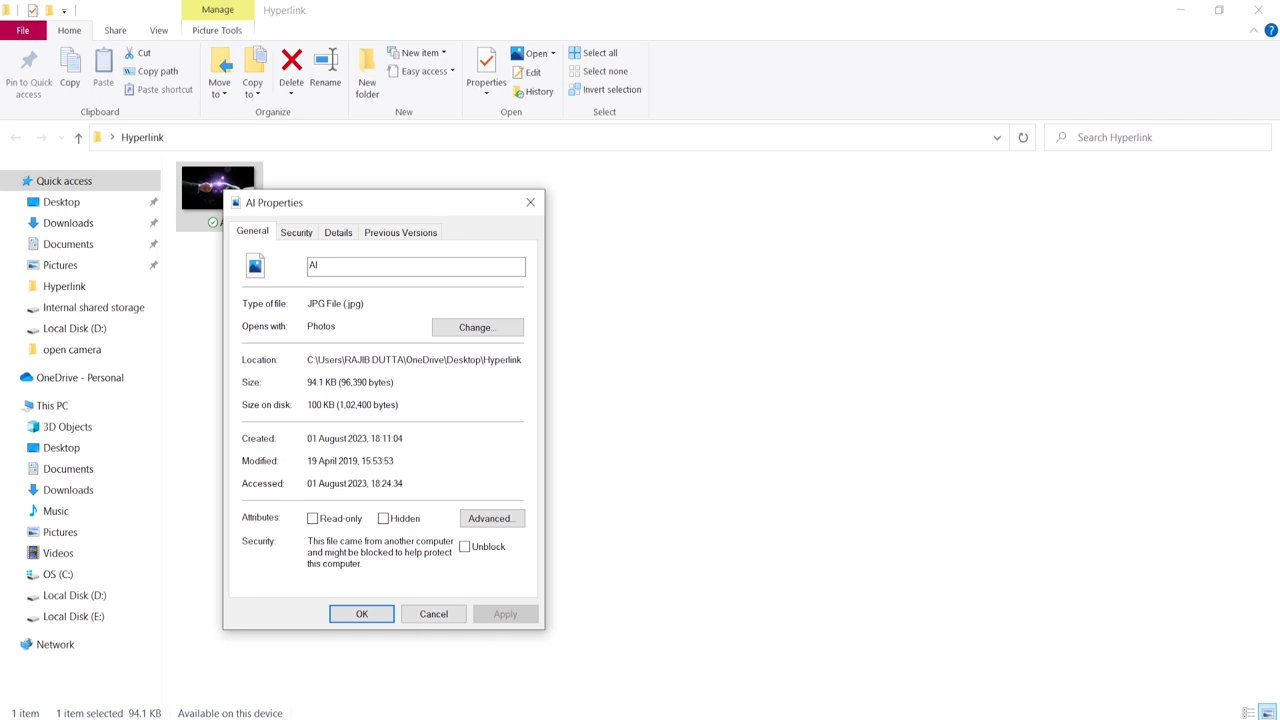 Manage
Hyperlink
File
Home
Share
View
Picture Tools
Pin to Quick access
Copy
Paste
Cut
Copy path
Paste shortcut
Clipboard
Move to
Copy to
Delete
Rename
Organize
New folder
New item
Easy access
New
Properties
Open
Edit
History
Open
Select all
Select none
Invert selection
Select
Hyperlink
Search Hyperlink
Quick access
Desktop
Downloads
Documents
Pictures
Hyperlink
Internal shared storage
Local Disk (D:)
open camera
OneDrive - Personal
This PC
3D Objects
Desktop
Documents
Downloads
Music
Pictures
Videos
OS (C:)
Local Disk (D:)
Local Disk (E:)
Network
AI Properties
General
Security
Details
Previous Versions
AI
Type of file: JPG File (.jpg)
Opens with: Photos
Change...
Location: C:\Users\RAJIB DUTTA\OneDrive\Desktop\Hyperlink
Size: 94.1 KB (96,390 bytes)
Size on disk: 100 KB (1,02,400 bytes)
Created: 01 August 2023, 18:11:04
Modified: 19 April 2019, 15:53:53
Accessed: 01 August 2023, 18:24:34
Attributes: Read-only Hidden Advanced...
Security: This file came from another computer
and might be blocked to help protect
this computer.
Unblock
OK
Cancel
Apply
1 item 1 item selected 94.1 KB Available on this device